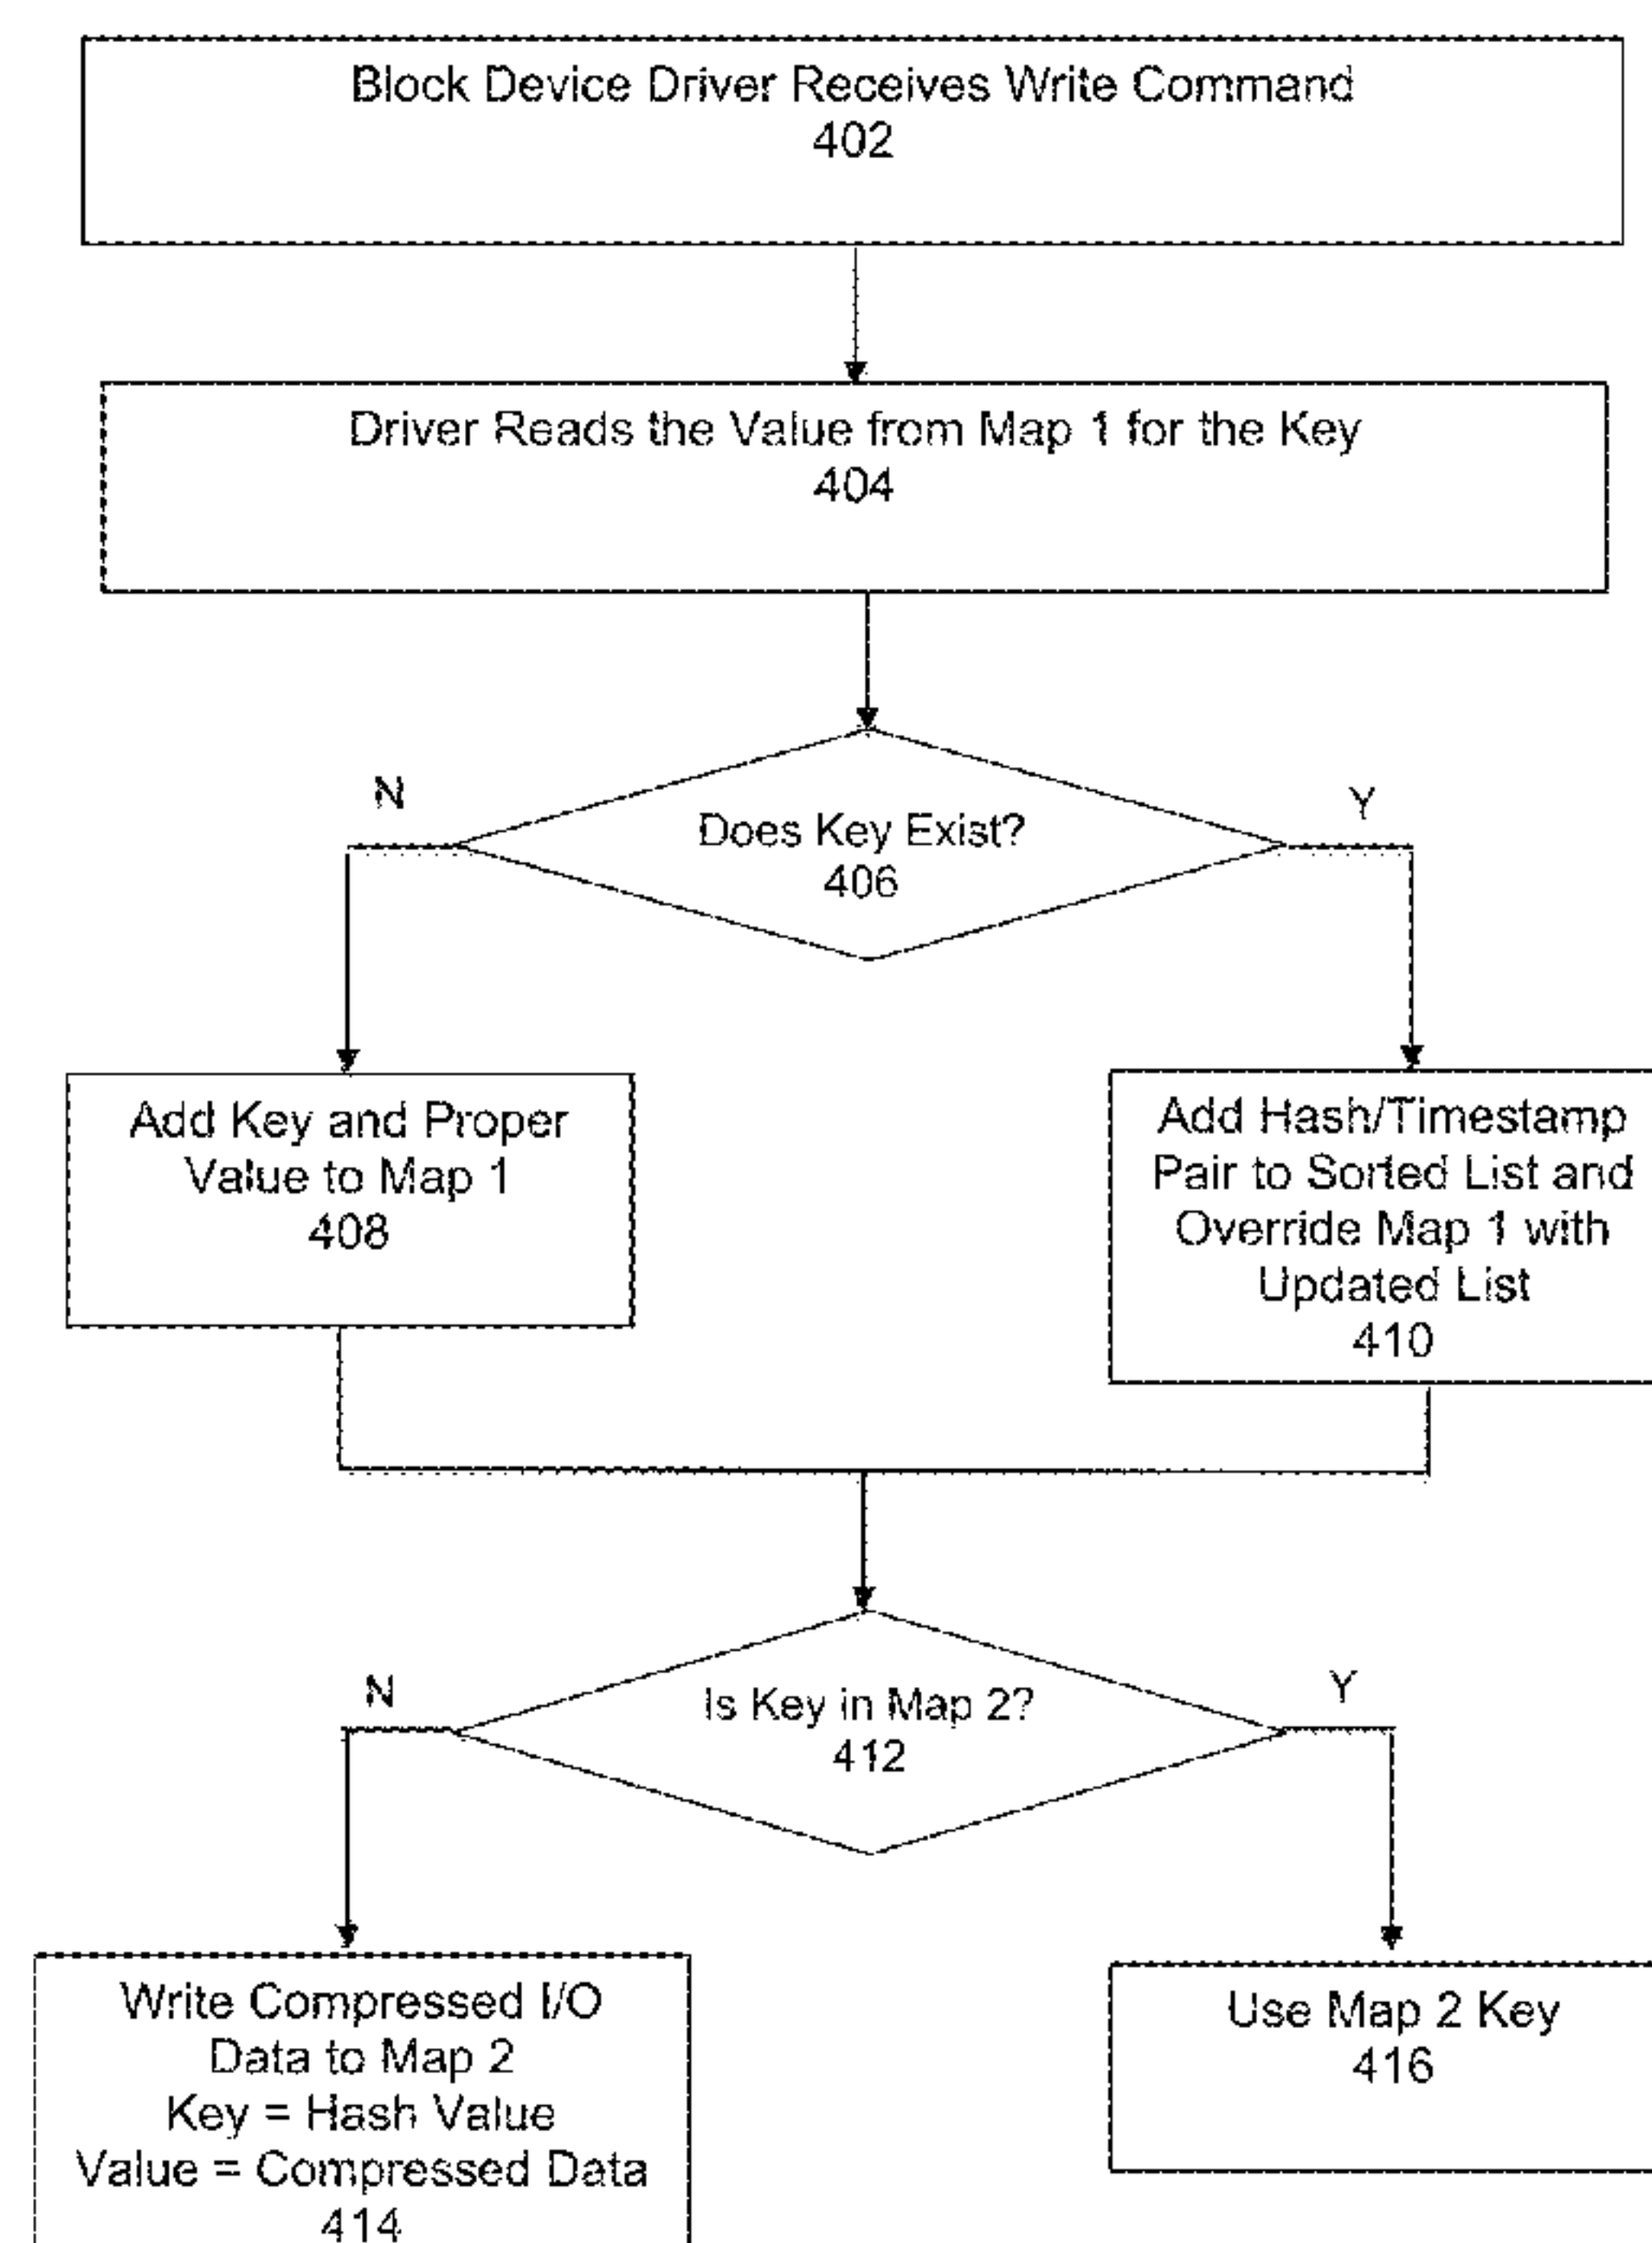 Block Device Driver Receives Write Command
402
Driver Reads the Value from Map 1 for the Key
404
N
Y
Does Key Exist?
406
Add Key and Proper
Value to Map 1
408
Add Hash/Timestamp
Pair to Sorted List and
Override Map 1 with
Updated List
410
N
Y
Is Key in Map 2?
412
Write Compressed I/O
Data to Map 2
Key = Hash Value
Value = Compressed Data
414
Use Map 2 Key
416